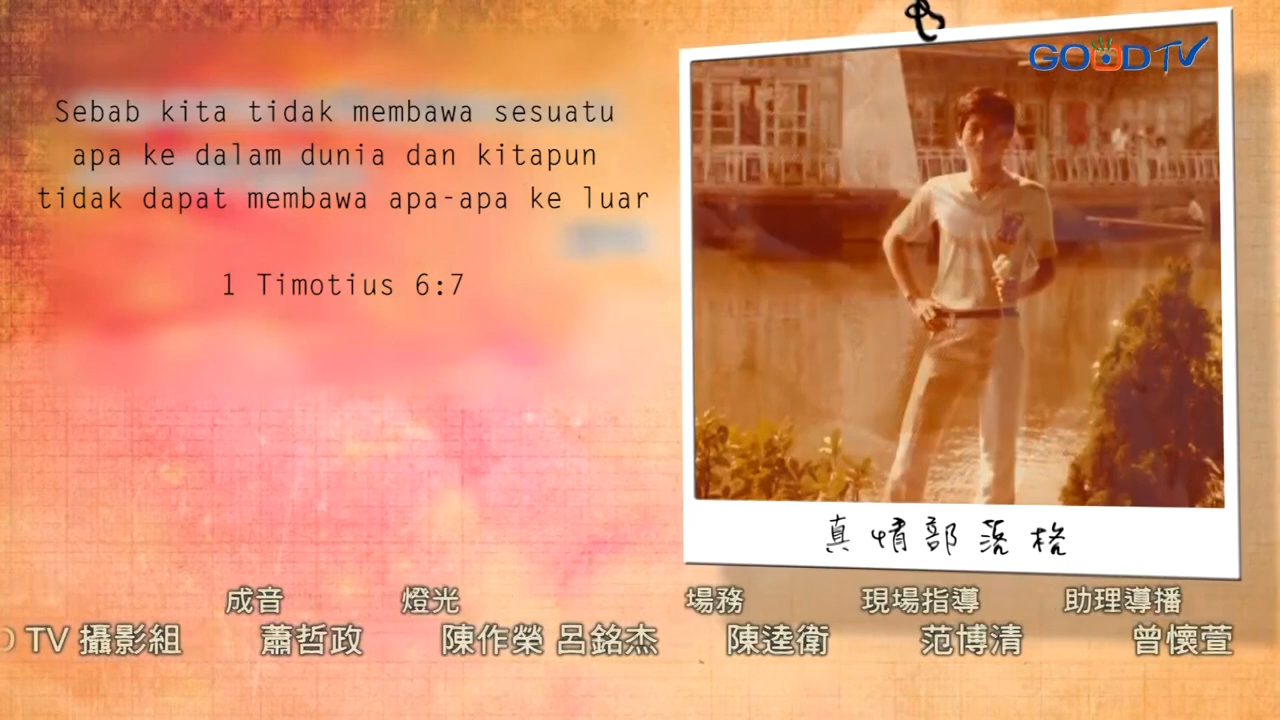 GOODTV
Sebab kita tidak membawa sesuatu
apa ke dalam dunia dan kitapun
tidak dapat membawa apa-apa ke luar
1 Timotius 6:7
真情部落格
成音 燈光 場務 現場指導 助理導播
TV 攝影組 蕭哲政 陳作榮 呂銘杰 陳逵衛 范博清 曾懷萱